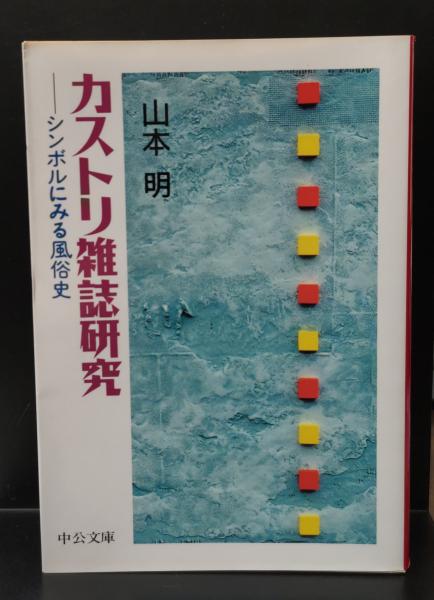 カストリ雑誌研究
──シンボルにみる風俗史
山本 明
中公文庫